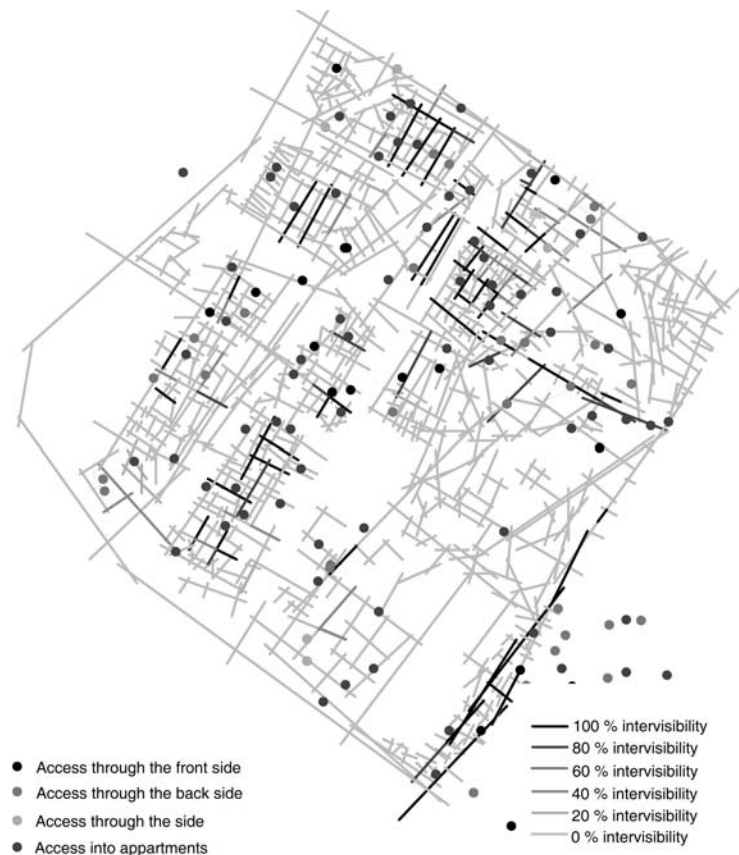 100 % intervisibility
80 % intervisibility
60 % intervisibility
40 % intervisibility
20 % intervisibility
0 % intervisibility
Access through the front side
Access through the back side
Access through the side
Access into appartments